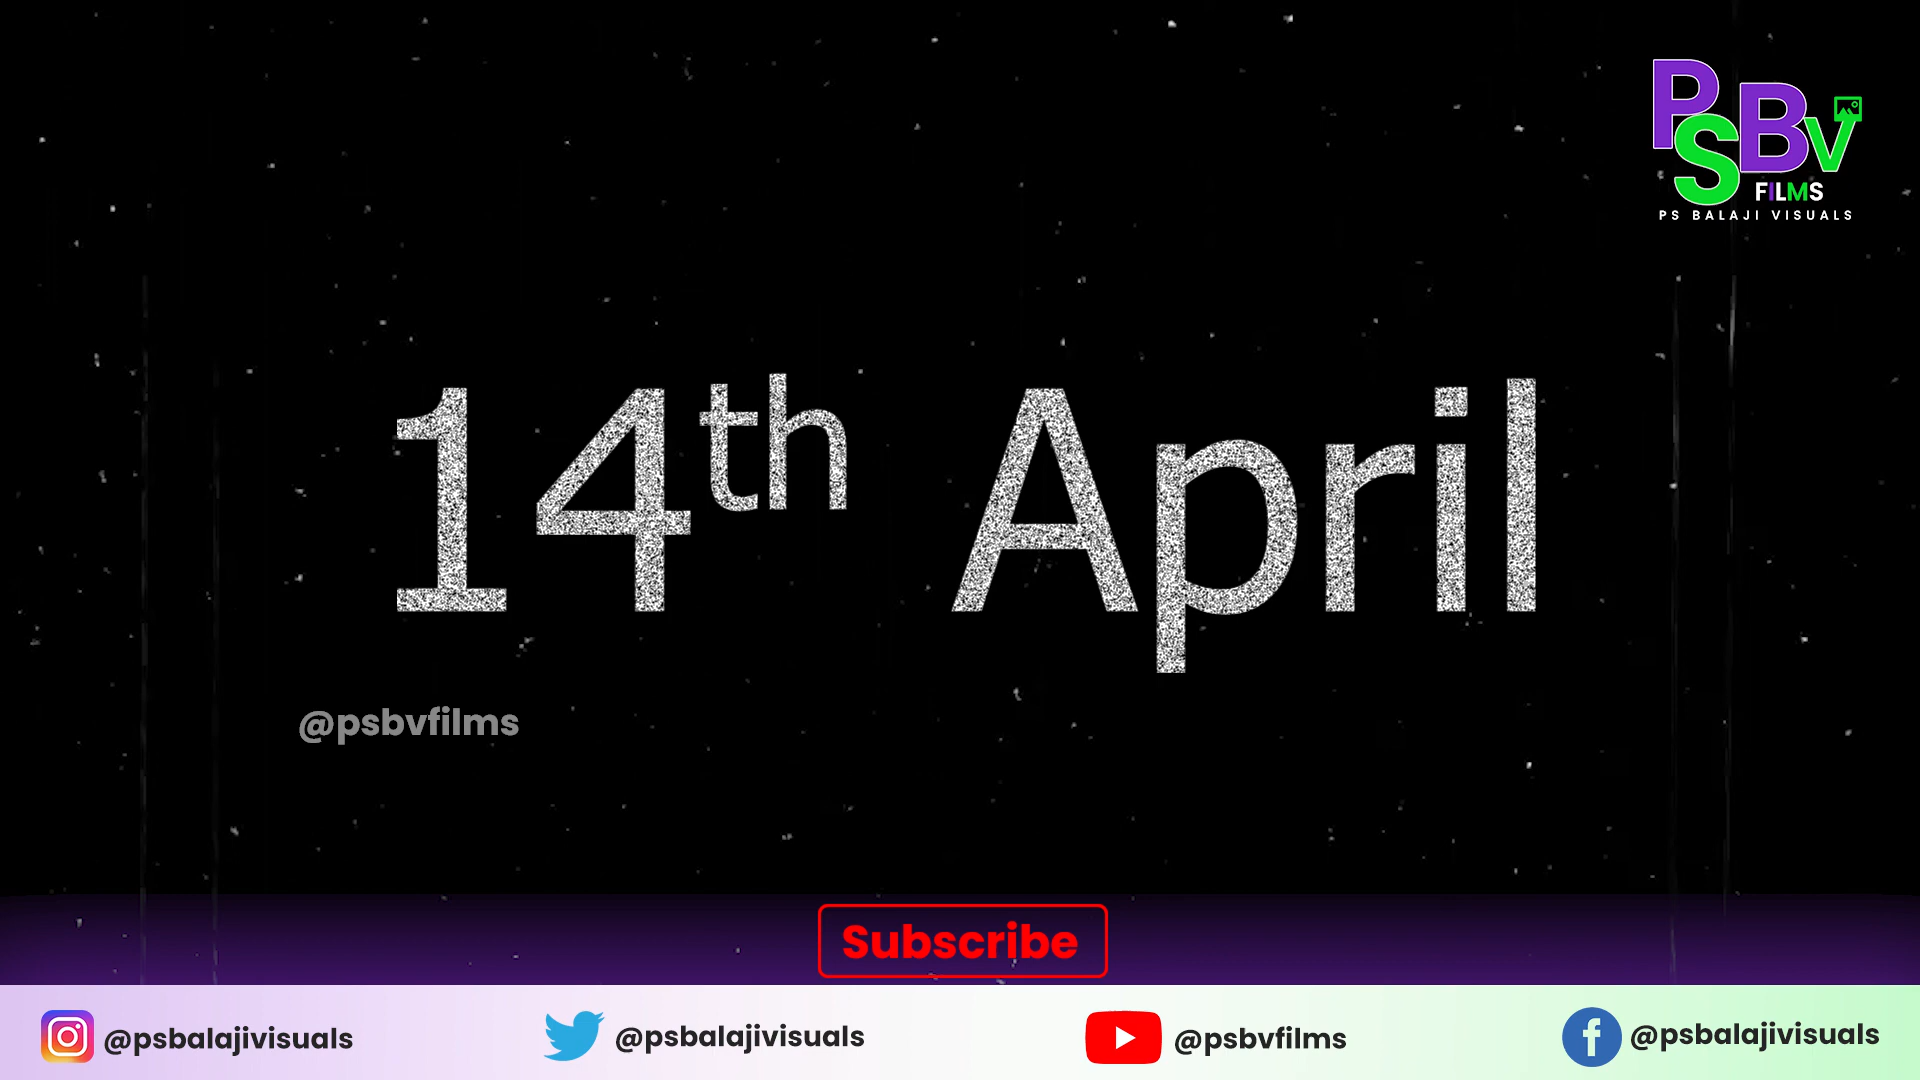 PSBV
FILMS
PS BALAJI VISUALS
14th April
@psbvfilms
Subscribe
@psbalajivisuals
@psbalajivisuals
@psbvfilms
@psbalajivisuals